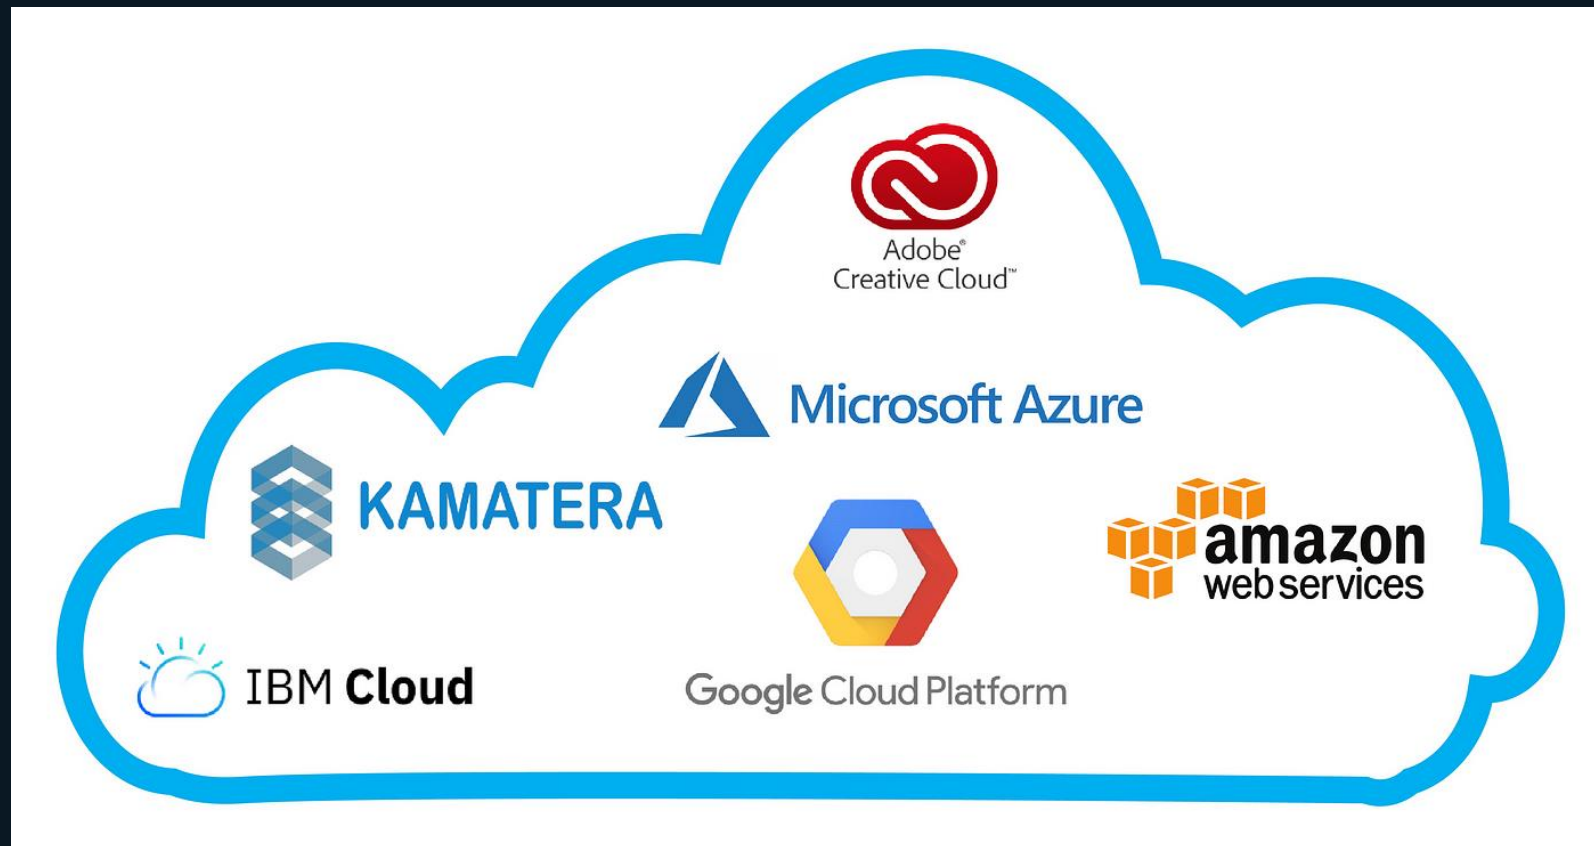 Adobe®
Creative Cloud™
Microsoft Azure
KAMATERA
amazon
web services
IBM Cloud
Google Cloud Platform